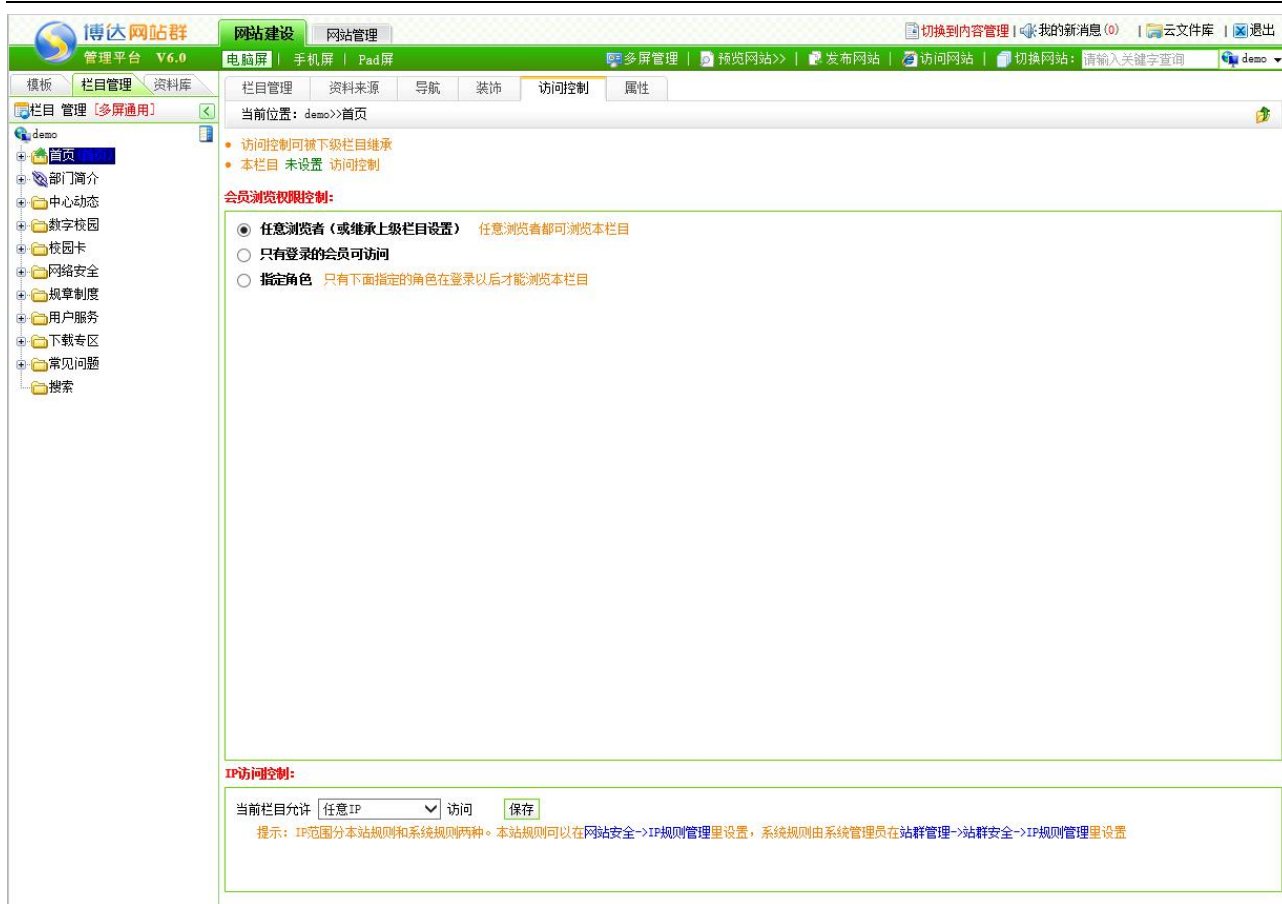 博达网站群
管理平台 V6.0
网站建设 网站管理
切换到内容管理 | 我的新消息(0) | 云文件库 | 退出
电脑屏 | 手机屏 | Pad屏
多屏管理 | 预览网站>> | 发布网站 | 访问网站 | 切换网站: 请输入关键字查询 demo
模板 栏目管理 资料库
栏目管理 资料来源 导航 装饰 访问控制 属性
栏目 管理 [多屏通用]
当前位置: demo>>首页
demo
首页
部门简介
中心动态
数字校园
校园卡
网络安全
规章制度
用户服务
下载专区
常见问题
搜索
访问控制可被下级栏目继承
本栏目 未设置 访问控制
会员浏览权限控制:
任意浏览者（或继承上级栏目设置） 任意浏览者都可浏览本栏目
只有登录的会员可访问
指定角色 只有下面指定的角色在登录以后才能浏览本栏目
IP访问控制:
当前栏目允许 任意IP 访问 保存
提示: IP范围分本站规则和系统规则两种。本站规则可以在网站安全->IP规则管理里设置，系统规则由系统管理员在站群管理->站群安全->IP规则管理里设置